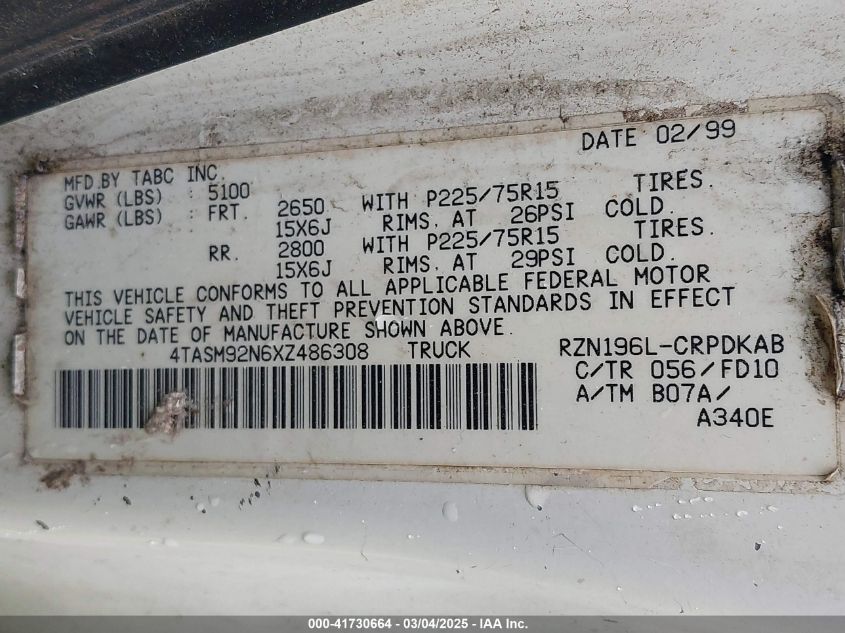 DATE 02/99
MFD.BY TABC INC.
GVWR (LBS) : 5100
GAWR (LBS) : FRT. 2650 WITH P225/75R15 TIRES.
15X6J RIMS, AT 26PSI COLD.
RR. 2800 WITH P225/75R15 TIRES.
15X6J RIMS, AT 29PSI COLD.
THIS VEHICLE CONFORMS TO ALL APPLICABLE FEDERAL MOTOR
VEHICLE SAFETY AND THEFT PREVENTION STANDARDS IN EFFECT
ON THE DATE OF MANUFACTURE SHOWN ABOVE.
4TASM92N6XZ486308 TRUCK RZN196L-CRPDKAB
C/TR 056/FD10
A/TM B07A/
A340E
000-41730664 - 03/04/2025 - IAA Inc.